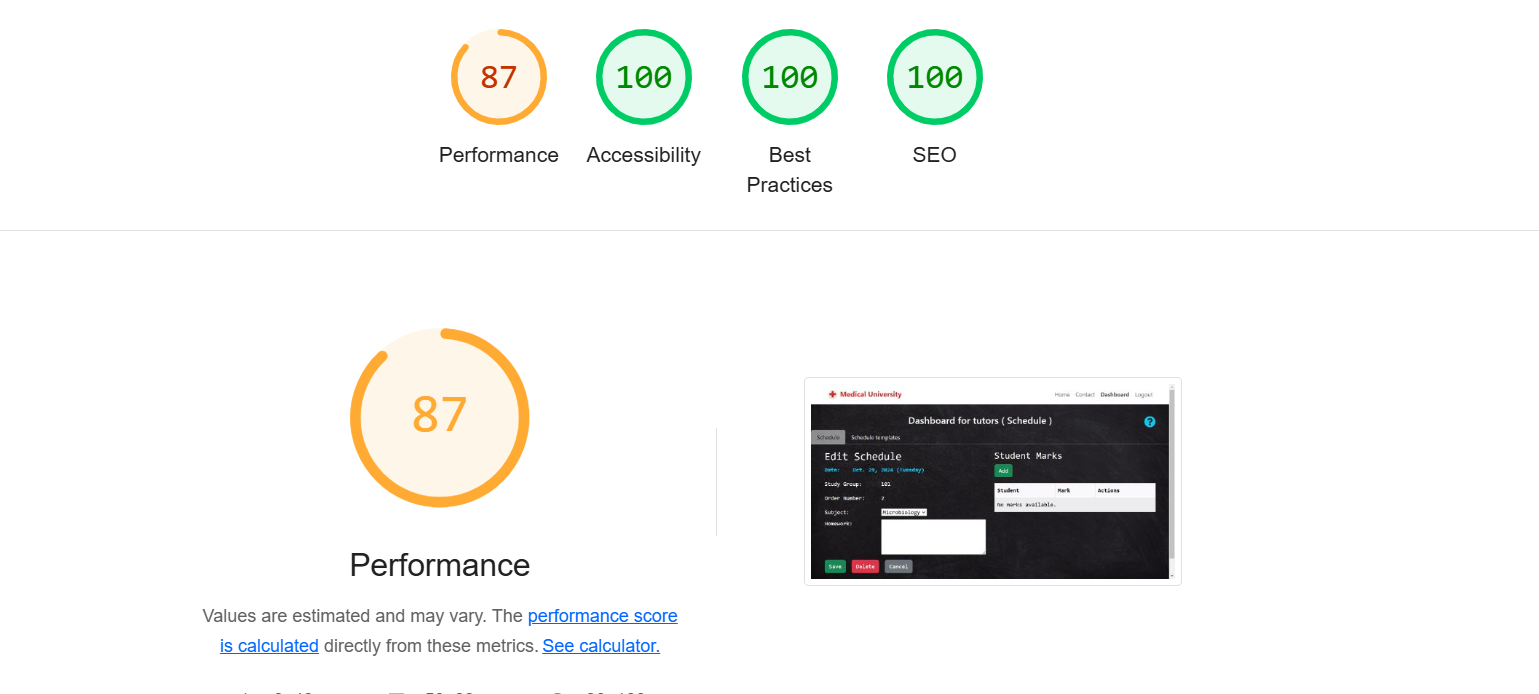 87
100
100
100
Performance
Accessibility
Best
Practices
SEO
87
Performance
Values are estimated and may vary. The performance score
is calculated directly from these metrics. See calculator.
Medical University
Home Contact Dashboard Logout
Dashboard for tutors ( Schedule )
?
Schedule Schedule templates
Edit Schedule
Date: Oct. 29, 2024 (Tuesday)
Study Group: 101
Order Number: 2
Subject: Microbiology
Homework:
Save Delete Cancel
Student Marks
Add
Student Mark Actions
No marks available.